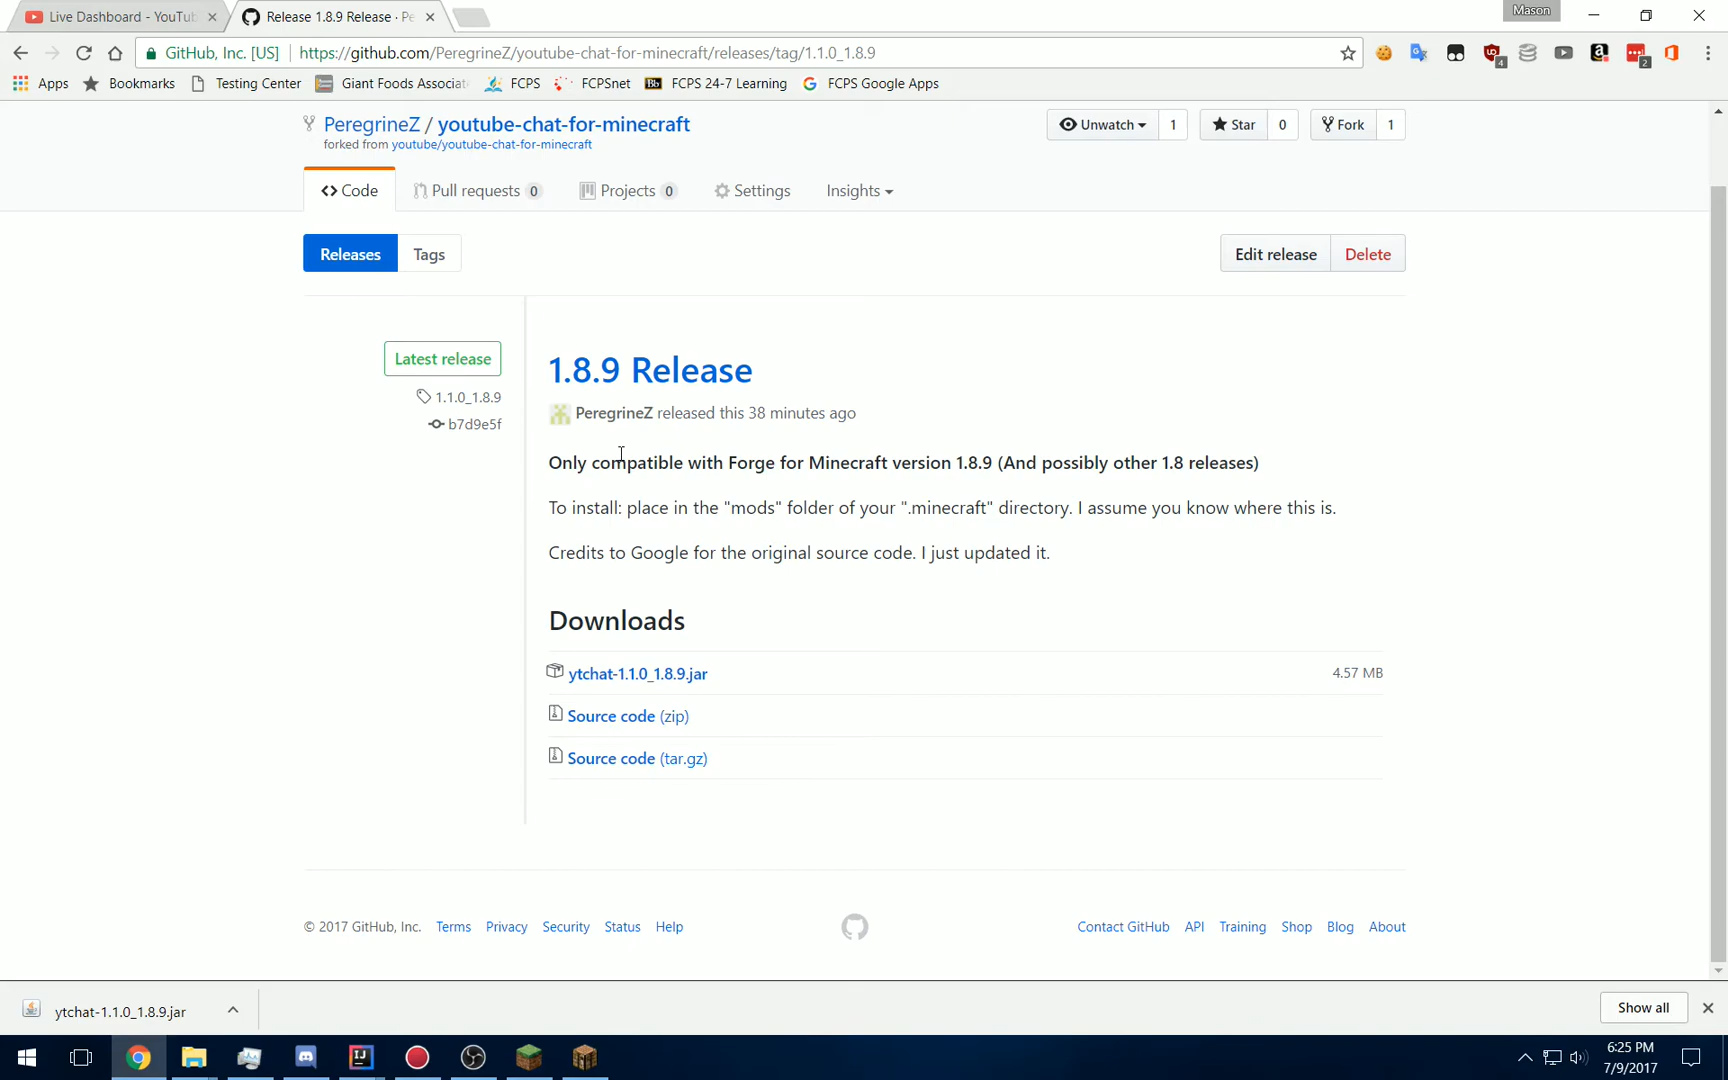 Live Dashboard - YouTu
Release 1.8.9 Release · Pe
Mason
GitHub, Inc. [US]
https://github.com/PeregrineZ/youtube-chat-for-minecraft/releases/tag/1.1.0_1.8.9
4
2
Apps
Bookmarks
Testing Center
Giant Foods Associat
FCPS
FCPSnet
Bb FCPS 24-7 Learning
FCPS Google Apps
PeregrineZ / youtube-chat-for-minecraft
Unwatch 1
Star 0
Fork 1
forked from youtube/youtube-chat-for-minecraft
Code
Pull requests 0
Projects 0
Settings
Insights
Releases
Tags
Edit release
Delete
Latest release
1.1.0_1.8.9
b7d9e5f
1.8.9 Release
PeregrineZ released this 38 minutes ago
Only compatible with Forge for Minecraft version 1.8.9 (And possibly other 1.8 releases)
To install: place in the "mods" folder of your ".minecraft" directory. I assume you know where this is.
Credits to Google for the original source code. I just updated it.
Downloads
ytchat-1.1.0_1.8.9.jar
4.57 MB
Source code (zip)
Source code (tar.gz)
© 2017 GitHub, Inc.
Terms
Privacy
Security
Status
Help
Contact GitHub
API
Training
Shop
Blog
About
ytchat-1.1.0_1.8.9.jar
Show all
6:25 PM
7/9/2017